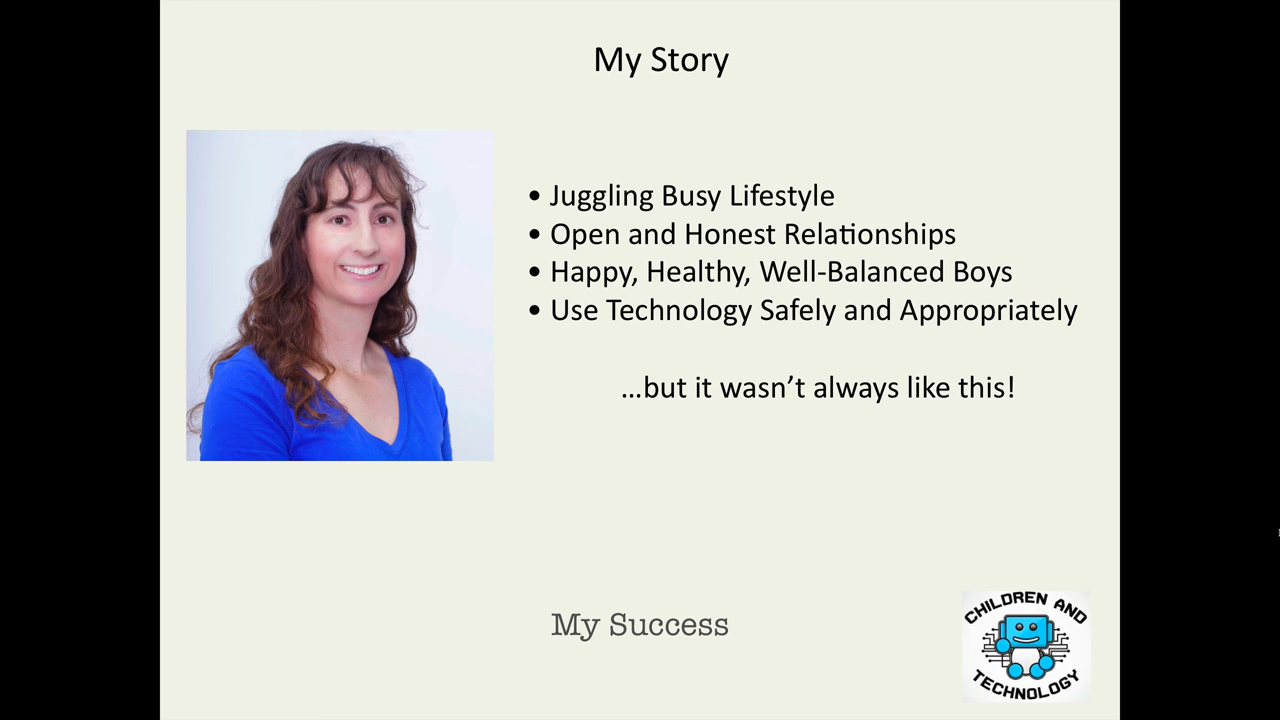 My Story
• Juggling Busy Lifestyle
• Open and Honest Relationships
• Happy, Healthy, Well-Balanced Boys
• Use Technology Safely and Appropriately
…but it wasn’t always like this!
My Success
CHILDREN AND
TECHNOLOGY